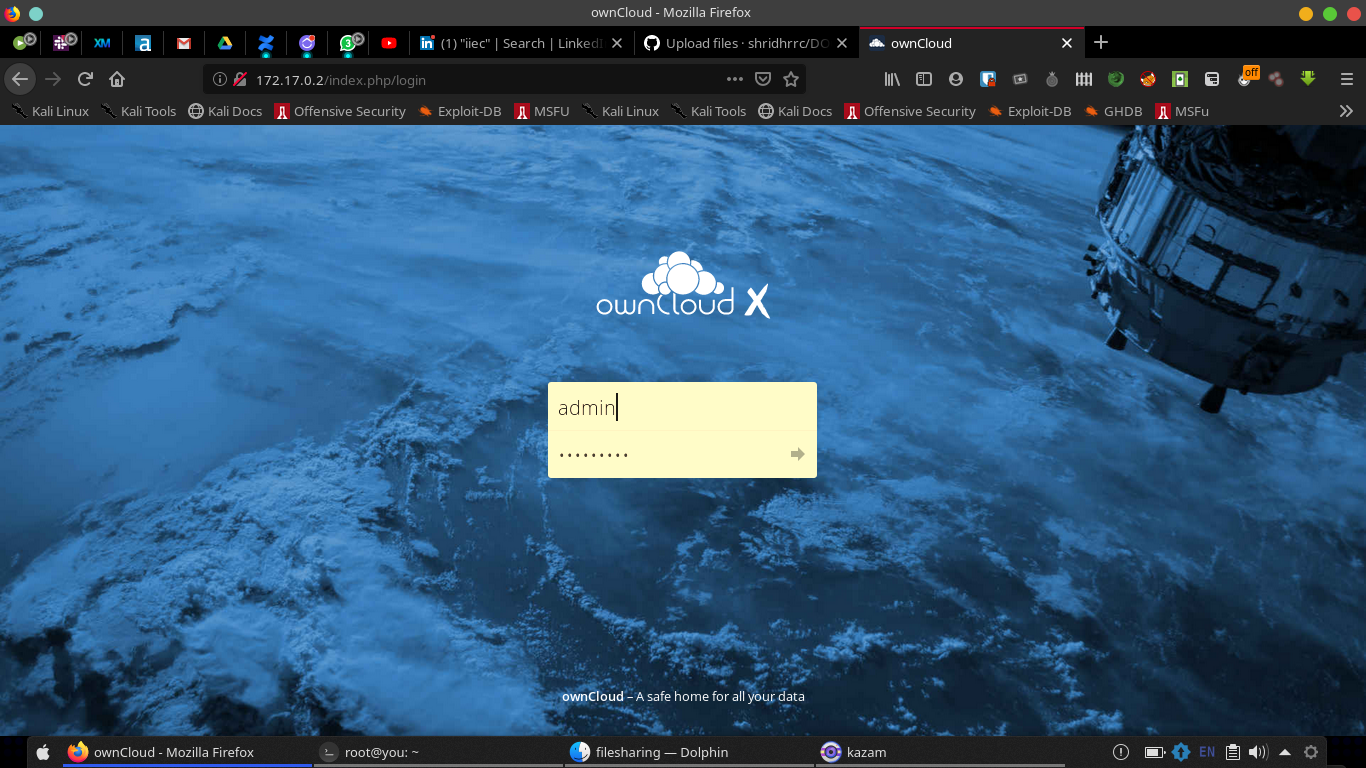 ownCloud - Mozilla Firefox
XM
a
3
in (1) "iiec" | Search | LinkedI
Upload files · shridhrrc/DO
ownCloud
172.17.0.2/index.php/login
off
Kali Linux
Kali Tools
Kali Docs
Offensive Security
Exploit-DB
MSFU
Kali Linux
Kali Tools
Kali Docs
Offensive Security
Exploit-DB
GHDB
MSFu
ownCloud X
admin
ownCloud – A safe home for all your data
ownCloud - Mozilla Firefox
root@you: ~
filesharing — Dolphin
kazam
EN